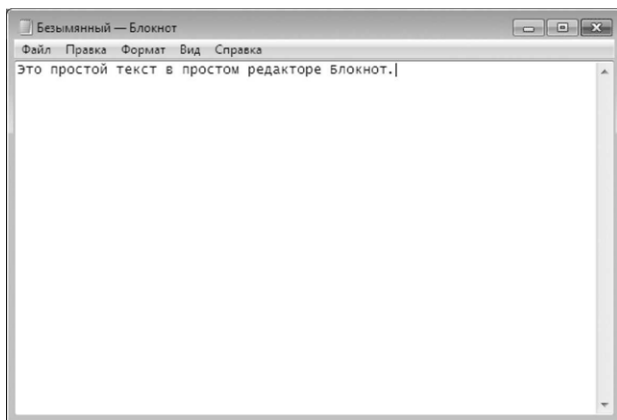 Безымянный — Блокнот
Файл Правка Формат Вид Справка
Это простой текст в простом редакторе Блокнот.